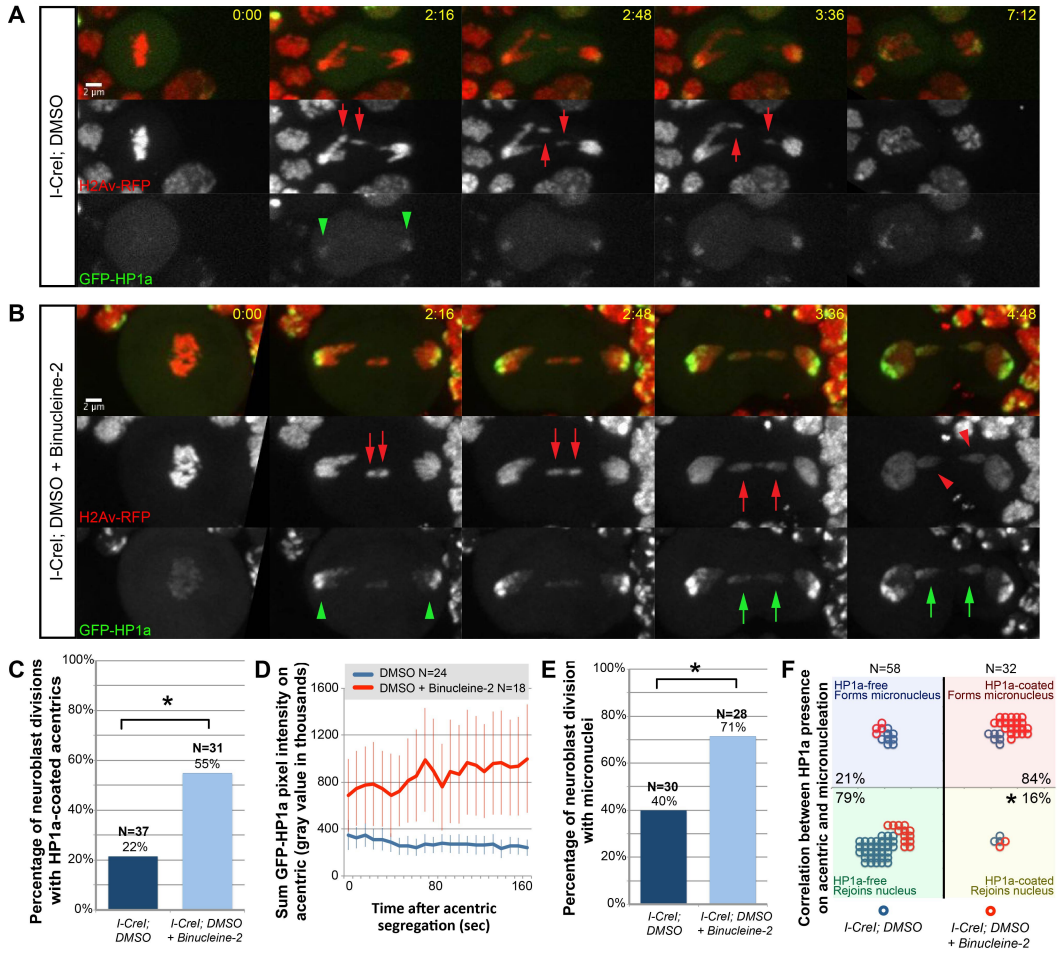 A
I-CreI; DMSO
0:00 2:16 2:48 3:36 7:12
2 µm
H2Av-RFP
GFP-HP1a
B
I-CreI; DMSO + Binucleine-2
0:00 2:16 2:48 3:36 4:48
2 µm
H2Av-RFP
GFP-HP1a
C
Percentage of neuroblast divisions
with HP1a-coated acentrics
100%
80%
60%
40%
20%
0%
*
N=37
22%
N=31
55%
I-CreI;
DMSO
I-CreI; DMSO
+ Binucleine-2
D
Sum GFP-HP1a pixel intensity on
acentric (gray value in thousands)
DMSO N=24
DMSO + Binucleine-2 N=18
1600
1200
800
400
0
0 80 160
Time after acentric
segregation (sec)
E
Percentage of neuroblast division
with micronuclei
100%
80%
60%
40%
20%
0%
*
N=30
40%
N=28
71%
I-CreI;
DMSO
I-CreI; DMSO
+ Binucleine-2
F
Correlation between HP1a presence
on acentric and micronucleation
N=58 N=32
HP1a-free
Forms micronucleus
HP1a-coated
Forms micronucleus
21% 84%
79% * 16%
HP1a-free
Rejoins nucleus
HP1a-coated
Rejoins nucleus
I-CreI; DMSO
I-CreI; DMSO
+ Binucleine-2